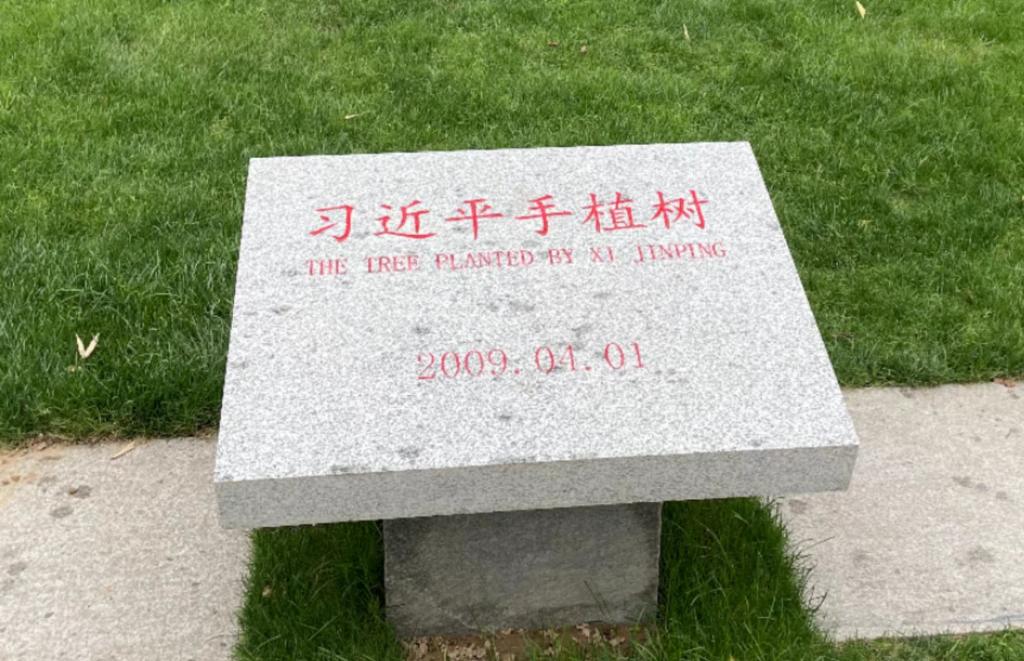 习近平手植树
THE TREE PLANTED BY XI JINPING
2009.04.01